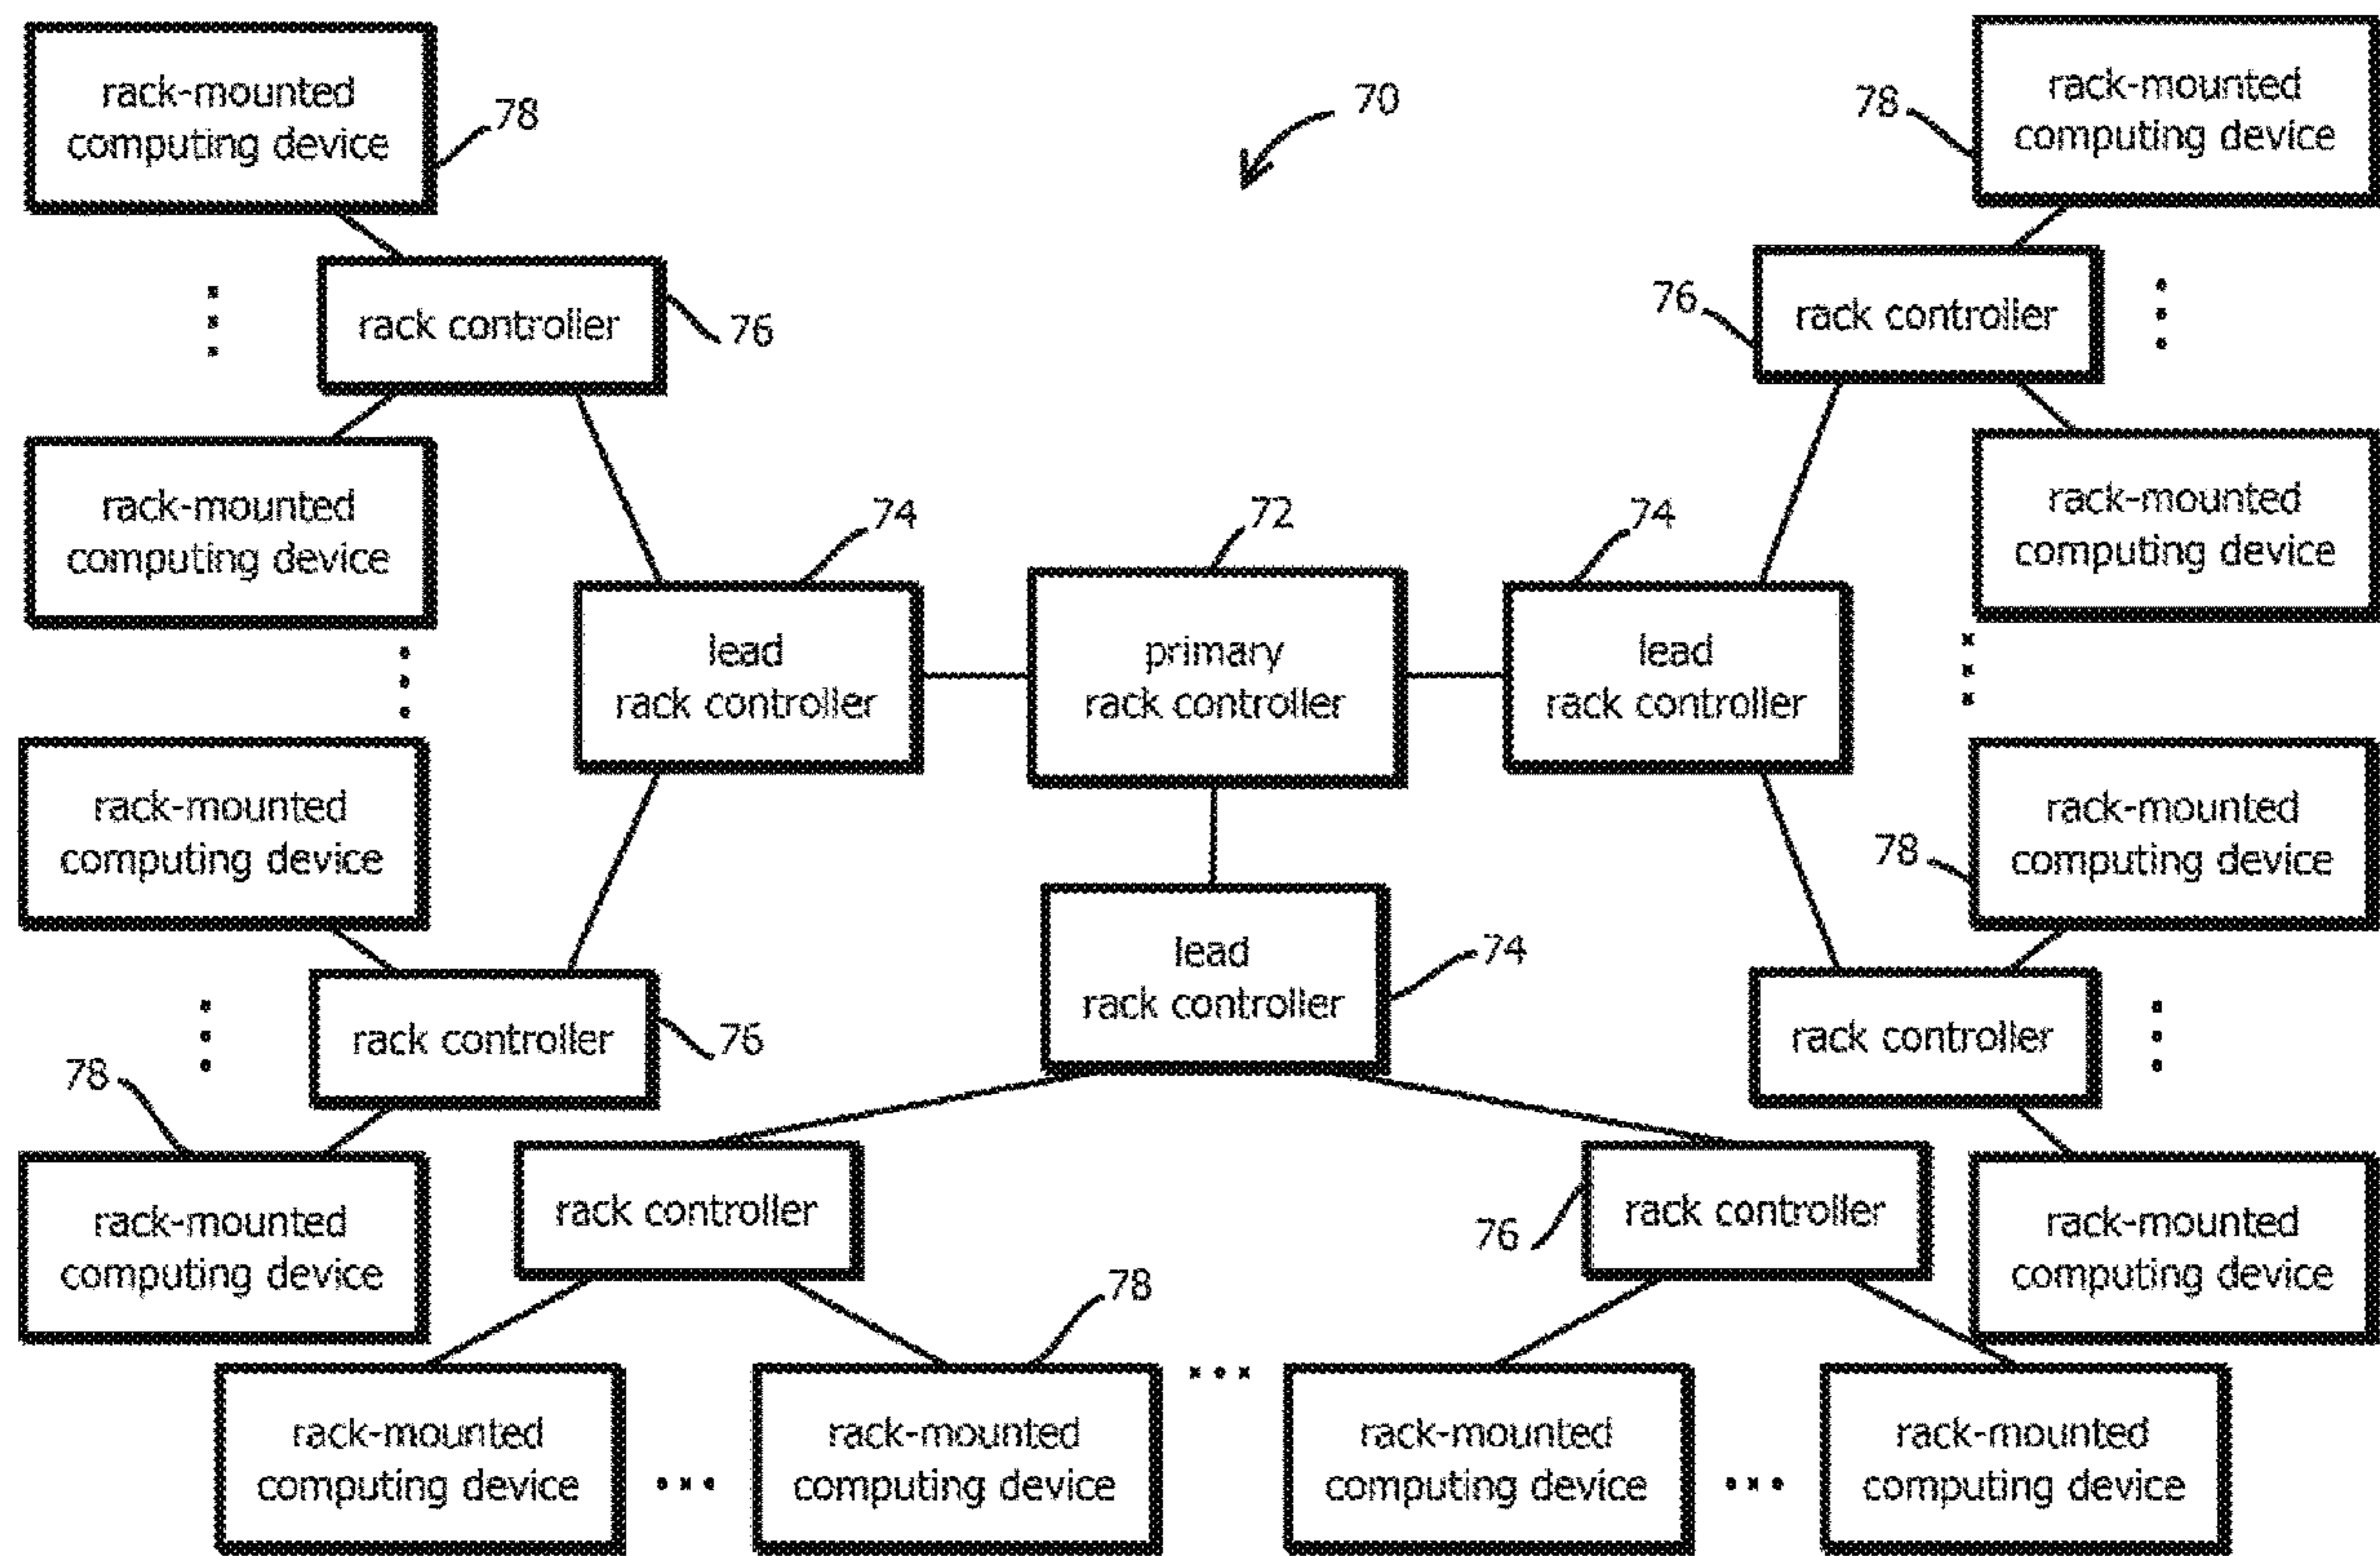 rack-mounted
computing device
78
70
78
rack-mounted
computing device
rack controller
76
76
rack controller
rack-mounted
computing device
74
72
74
rack-mounted
computing device
lead
rack controller
primary
rack controller
lead
rack controller
rack-mounted
computing device
78
rack-mounted
computing device
lead
rack controller
74
rack controller
76
rack controller
78
rack-mounted
computing device
rack controller
76
rack controller
rack-mounted
computing device
78
rack-mounted
computing device
rack-mounted
computing device
rack-mounted
computing device
rack-mounted
computing device